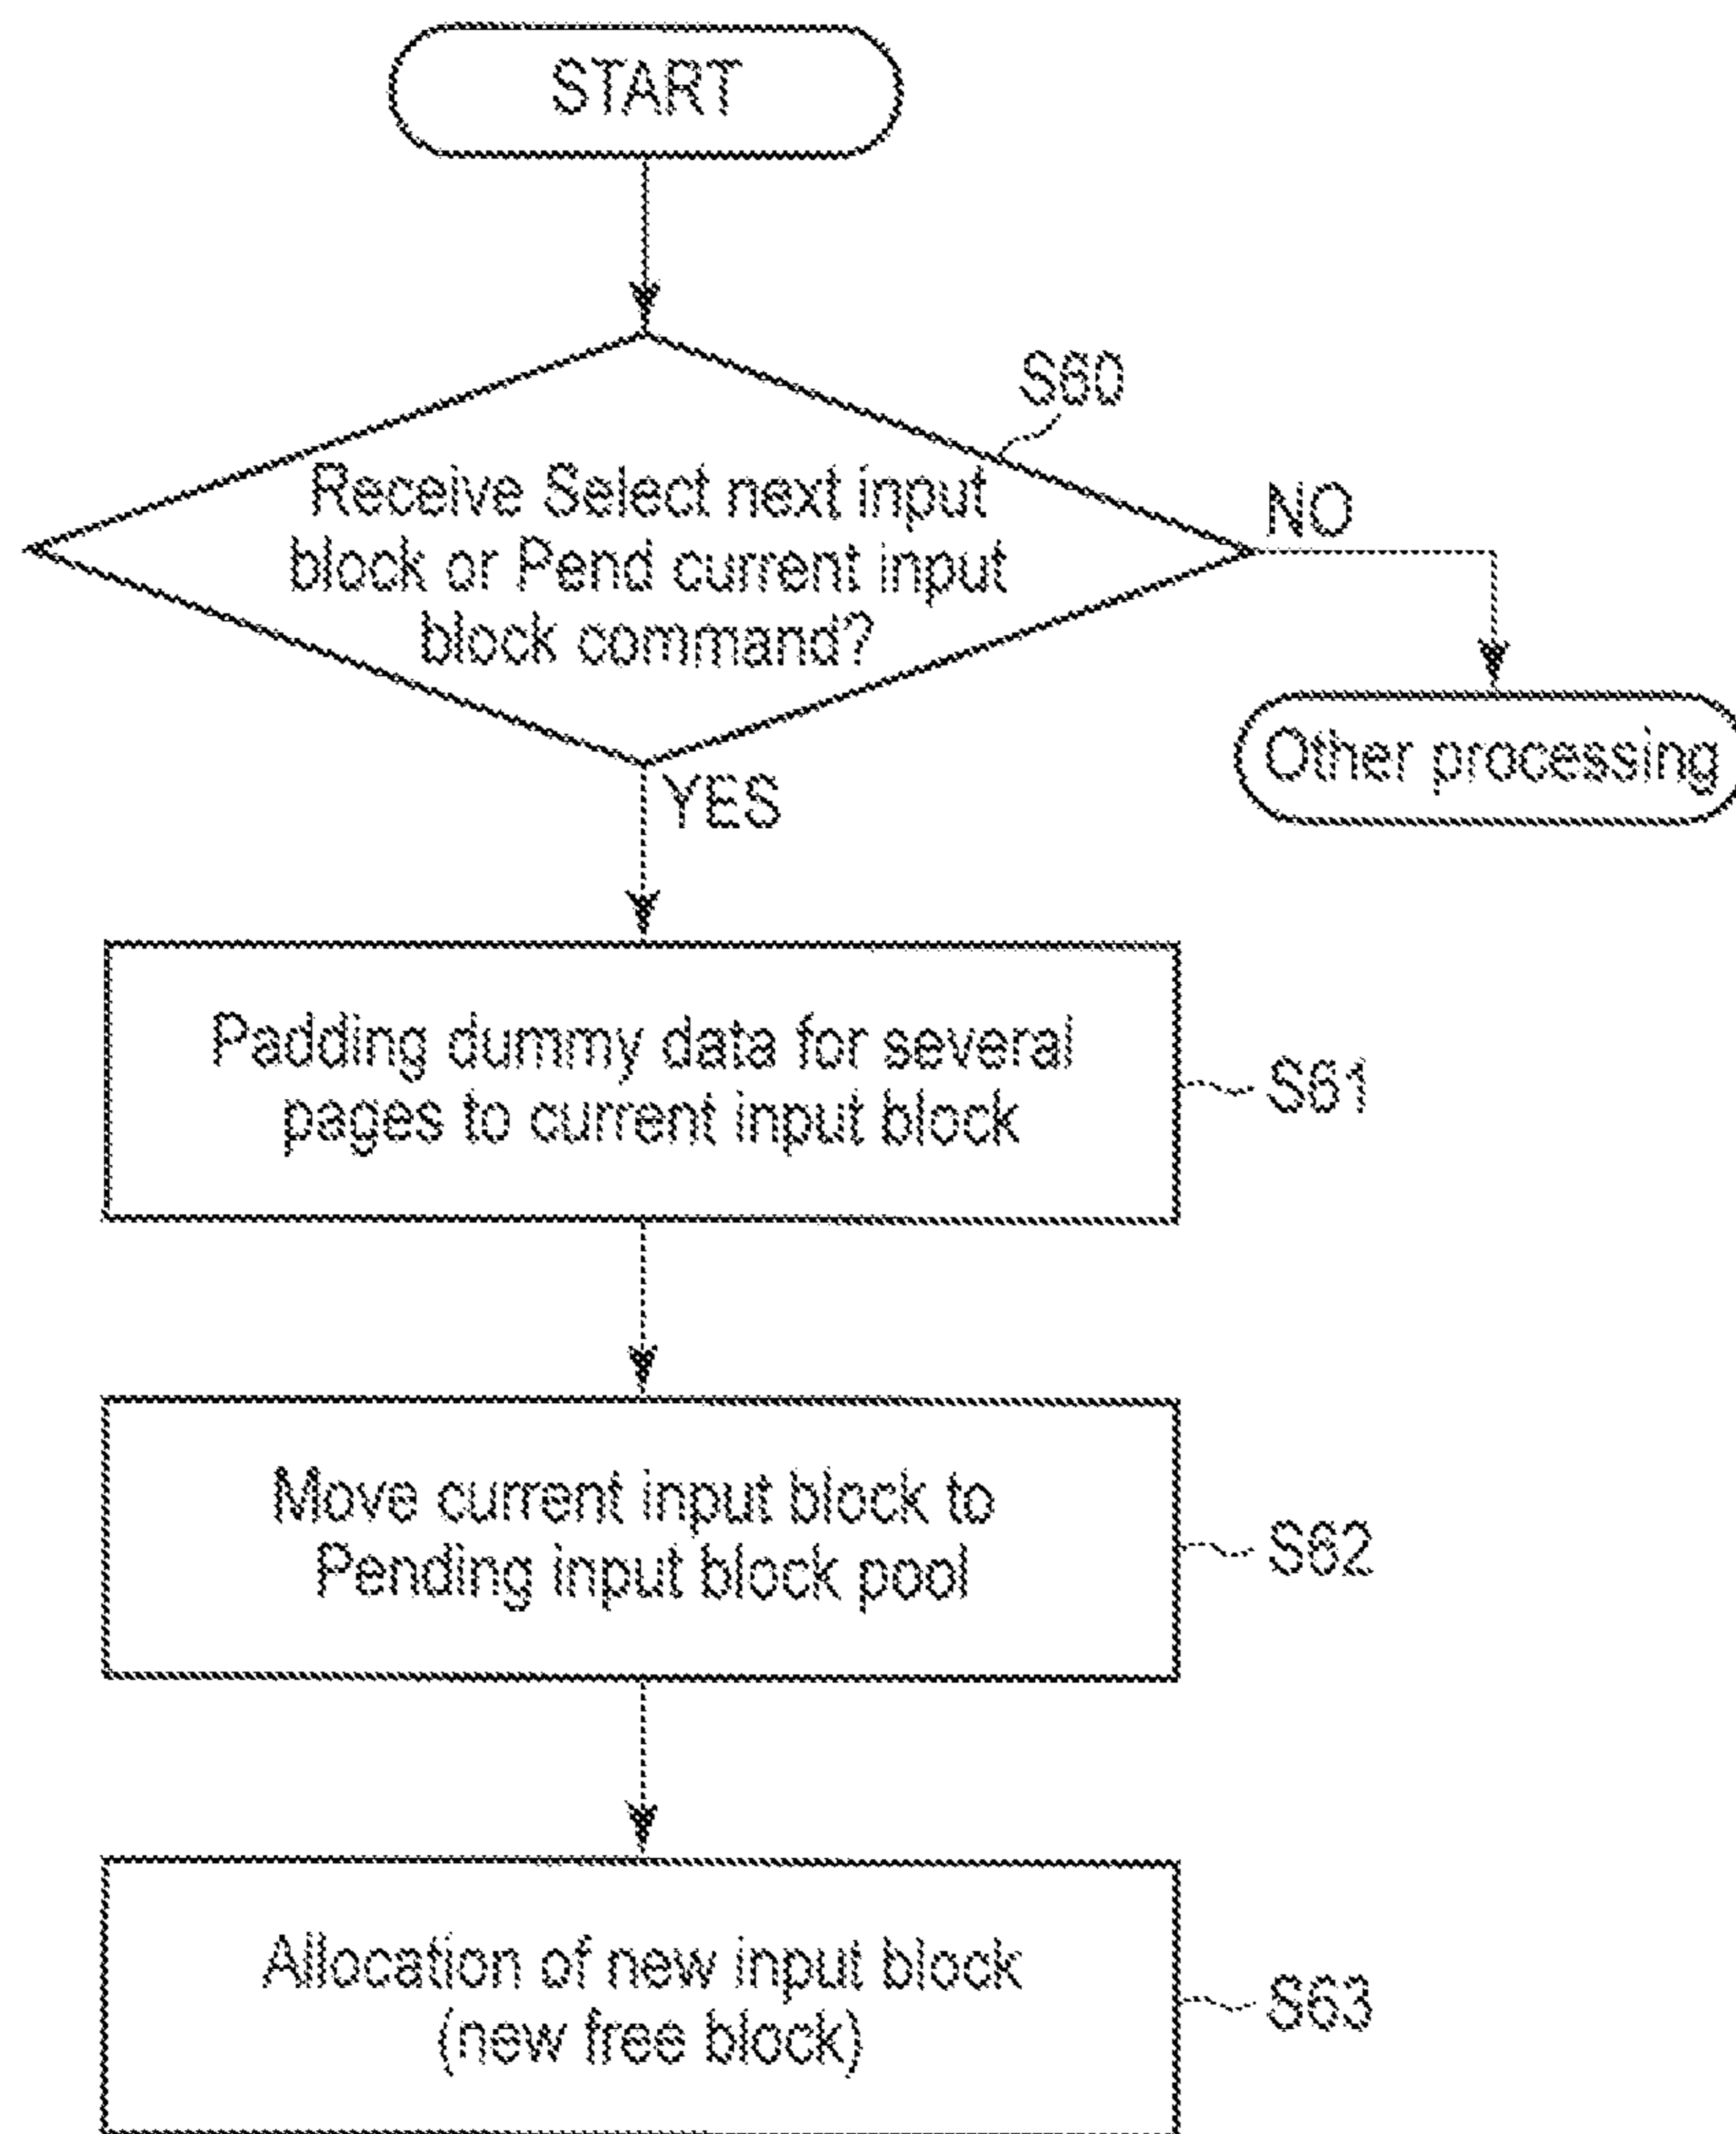 START
S60
Receive Select next input
block or Pend current input
block command?
NO
Other processing
YES
Padding dummy data for several
pages to current input block
S61
Move current input block to
Pending input block pool
S62
Allocation of new input block
(new free block)
S63